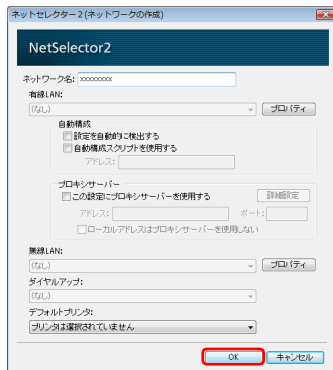 ネットセレクター2(ネットワークの作成)
NetSelector2
ネットワーク名: xxxxxxxx
有線LAN:
(なし) プロパティ
自動構成
設定を自動的に検出する
自動構成スクリプトを使用する
アドレス:
プロキシサーバー
この設定にプロキシサーバーを使用する 詳細設定
アドレス: ポート:
ローカルアドレスはプロキシサーバーを使用しない
無線LAN:
(なし) プロパティ
ダイヤルアップ:
(なし)
デフォルトプリンタ:
プリンタは選択されていません
OK キャンセル